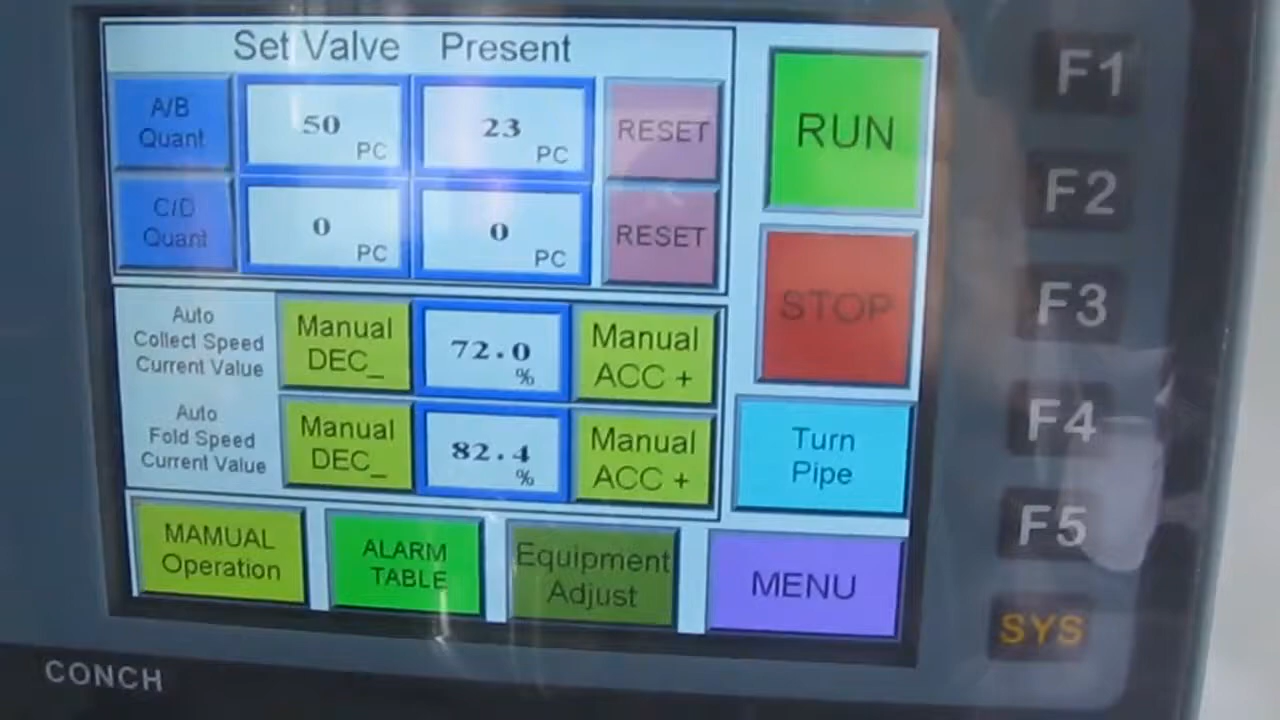 Set Valve Present
A/B
Quant
50
PC
23
PC
RESET
C/D
Quant
0
PC
0
PC
RESET
Auto
Collect Speed
Current Value
Manual
DEC_
72.0
%
Manual
ACC +
Auto
Fold Speed
Current Value
Manual
DEC_
82.4
%
Manual
ACC +
RUN
STOP
Turn
Pipe
MAMUAL
Operation
ALARM
TABLE
Equipment
Adjust
MENU
F1
F2
F3
F4
F5
SYS
CONCH